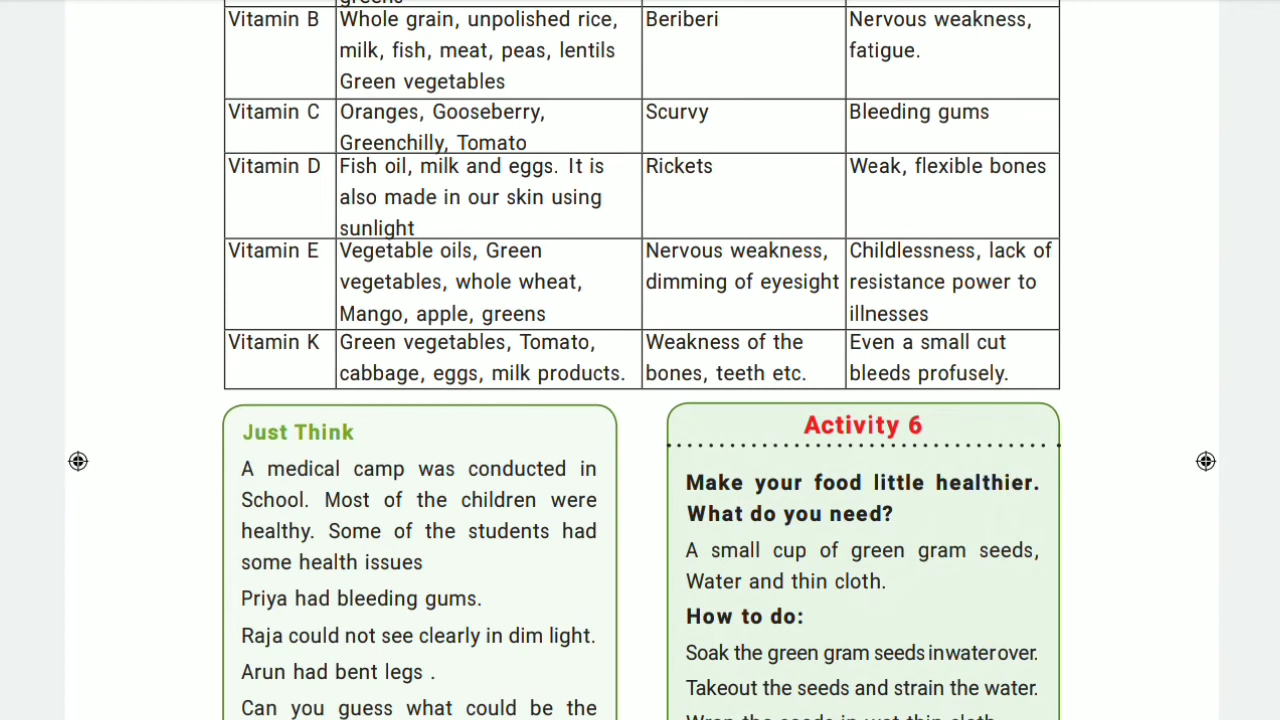 greens
Vitamin B
Whole grain, unpolished rice,
milk, fish, meat, peas, lentils
Green vegetables
Beriberi
Nervous weakness,
fatigue.
Vitamin C
Oranges, Gooseberry,
Greenchilly, Tomato
Scurvy
Bleeding gums
Vitamin D
Fish oil, milk and eggs. It is
also made in our skin using
sunlight
Rickets
Weak, flexible bones
Vitamin E
Vegetable oils, Green
vegetables, whole wheat,
Mango, apple, greens
Nervous weakness,
dimming of eyesight
Childlessness, lack of
resistance power to
illnesses
Vitamin K
Green vegetables, Tomato,
cabbage, eggs, milk products.
Weakness of the
bones, teeth etc.
Even a small cut
bleeds profusely.
Just Think
A medical camp was conducted in
School. Most of the children were
healthy. Some of the students had
some health issues
Priya had bleeding gums.
Raja could not see clearly in dim light.
Arun had bent legs .
Can you guess what could be the
Activity 6
Make your food little healthier.
What do you need?
A small cup of green gram seeds,
Water and thin cloth.
How to do:
Soak the green gram seeds in water over.
Takeout the seeds and strain the water.
Wrap the seeds in wet thin cloth